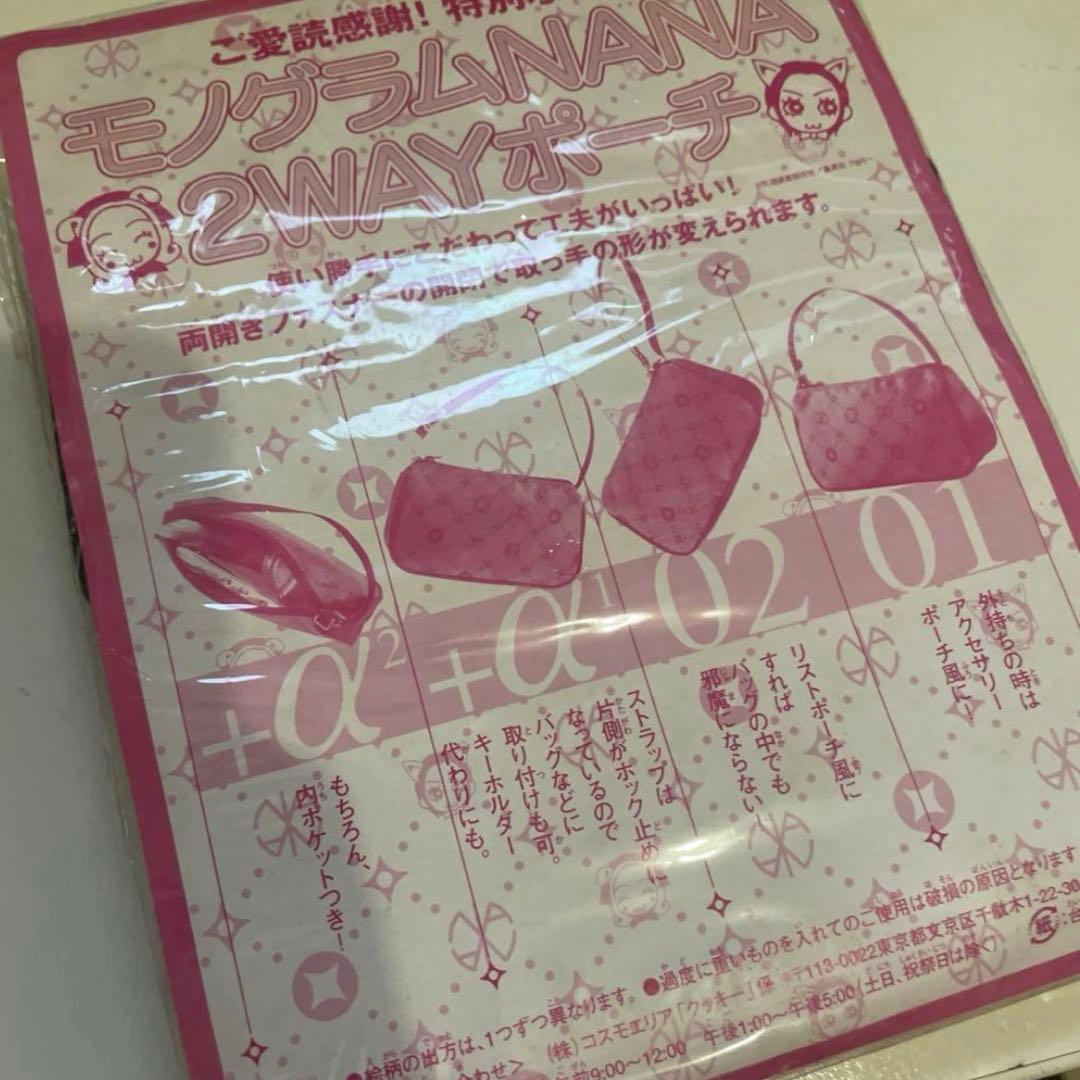 ご愛読感謝! 特別
モノグラムNANA
2WAYポーチ
使い勝手にこだわって工夫がいっぱい!
両開きファスナーの開閉で取っ手の形が変えられます。
01
外持ちの時は
アクセサリー
ポーチ風に!
02
リストポーチ風に
すれば
バッグの中でも
邪魔にならない!
+α1
ストラップは
片側がホック止めに
なっているので
バッグなどに
取り付けも可。
キーホルダー
代わりにも。
+α2
もちろん、
内ポケットつき!
●絵柄の出方は、1つずつ異なります。●過度に重いものを入れてのご使用は破損の原因となります
(株)コスモエリア「クッキー」係 〒113-0022東京都文京区千駄木1-22-30
前9:00〜12:00 午後1:00〜午後5:00(土日、祝祭日は除く)
紙